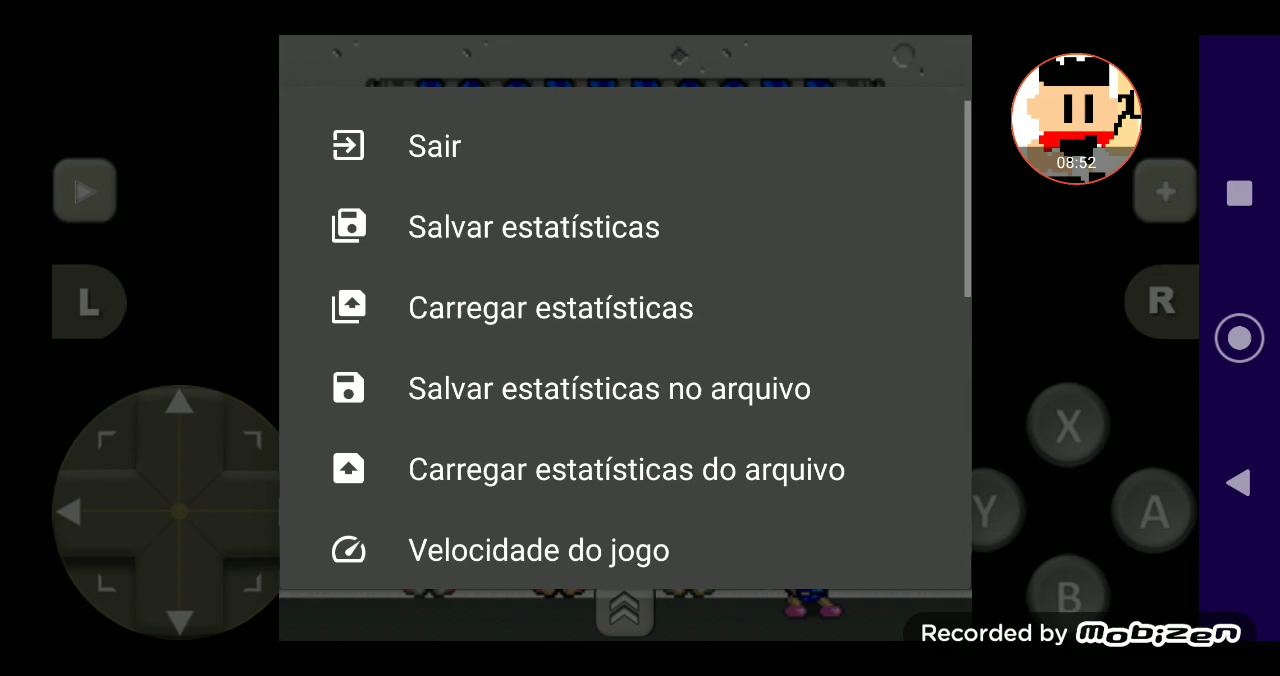 Sair
08:52
Salvar estatísticas
Carregar estatísticas
L
R
Salvar estatísticas no arquivo
X
Carregar estatísticas do arquivo
Y
A
Velocidade do jogo
B
Recorded by mobizen